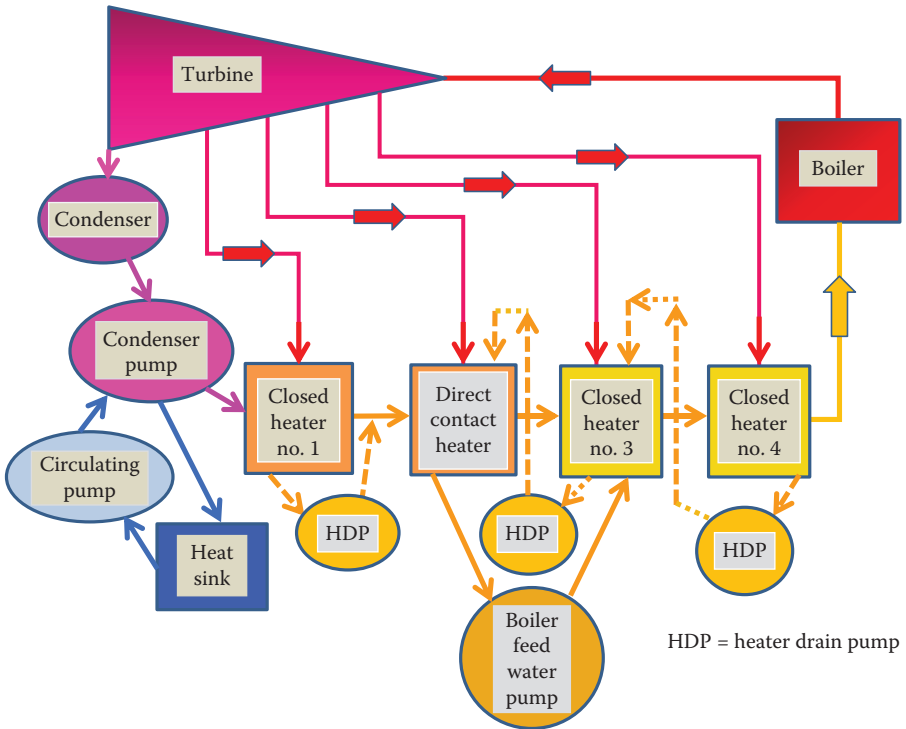 Turbine
Boiler
Condenser
Condenser
pump
Closed
heater
no. 1
Direct
contact
heater
Closed
heater
no. 3
Closed
heater
no. 4
Circulating
pump
HDP
HDP
HDP
Heat
sink
Boiler
feed
water
pump
HDP = heater drain pump